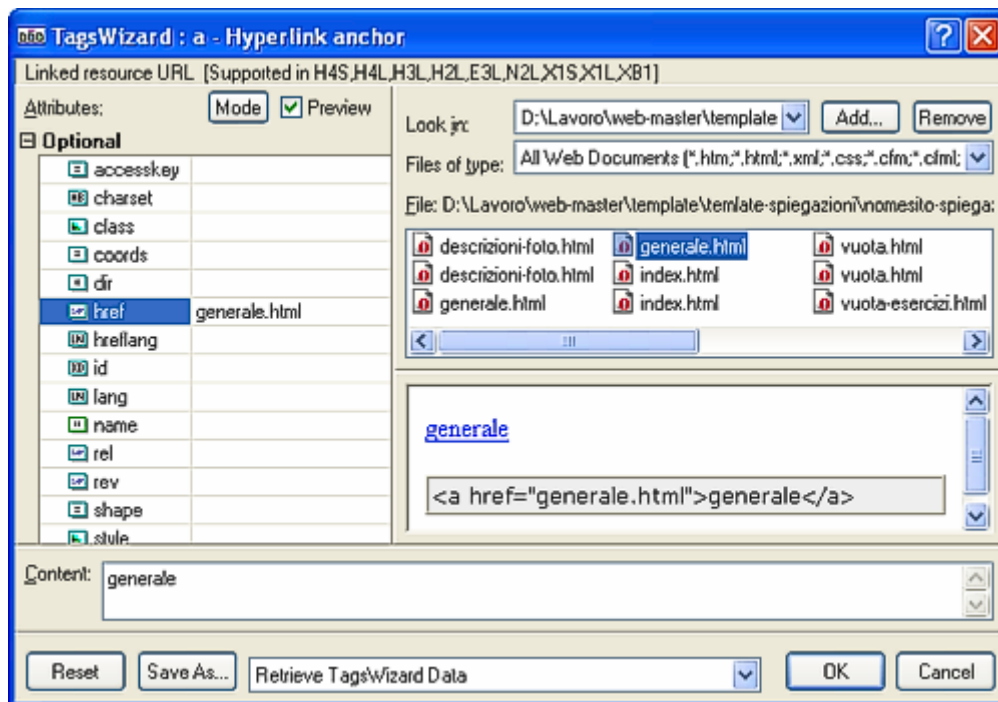 TagsWizard : a - Hyperlink anchor
Linked resource URL [Supported in H4S,H4L,H3L,H2L,E3L,N2L,X1S,X1L,XB1]
Attributes:
Mode
Preview
Optional
accesskey
charset
class
coords
dir
href generale.html
hreflang
id
lang
name
rel
rev
shape
style
Look in:
D:\Lavoro\web-master\template
Add...
Remove
Files of type:
All Web Documents (*.htm;*.html;*.xml;*.css;*.cfm;*.cfml;
File: D:\Lavoro\web-master\template\temlate-spiegazioni\nomesito-spiega:
descrizioni-foto.html generale.html vuota.html
descrizioni-foto.html index.html vuota.html
generale.html index.html vuota-esercizi.html
generale
<a href="generale.html">generale</a>
Content:
generale
Reset
Save As...
Retrieve TagsWizard Data
OK
Cancel